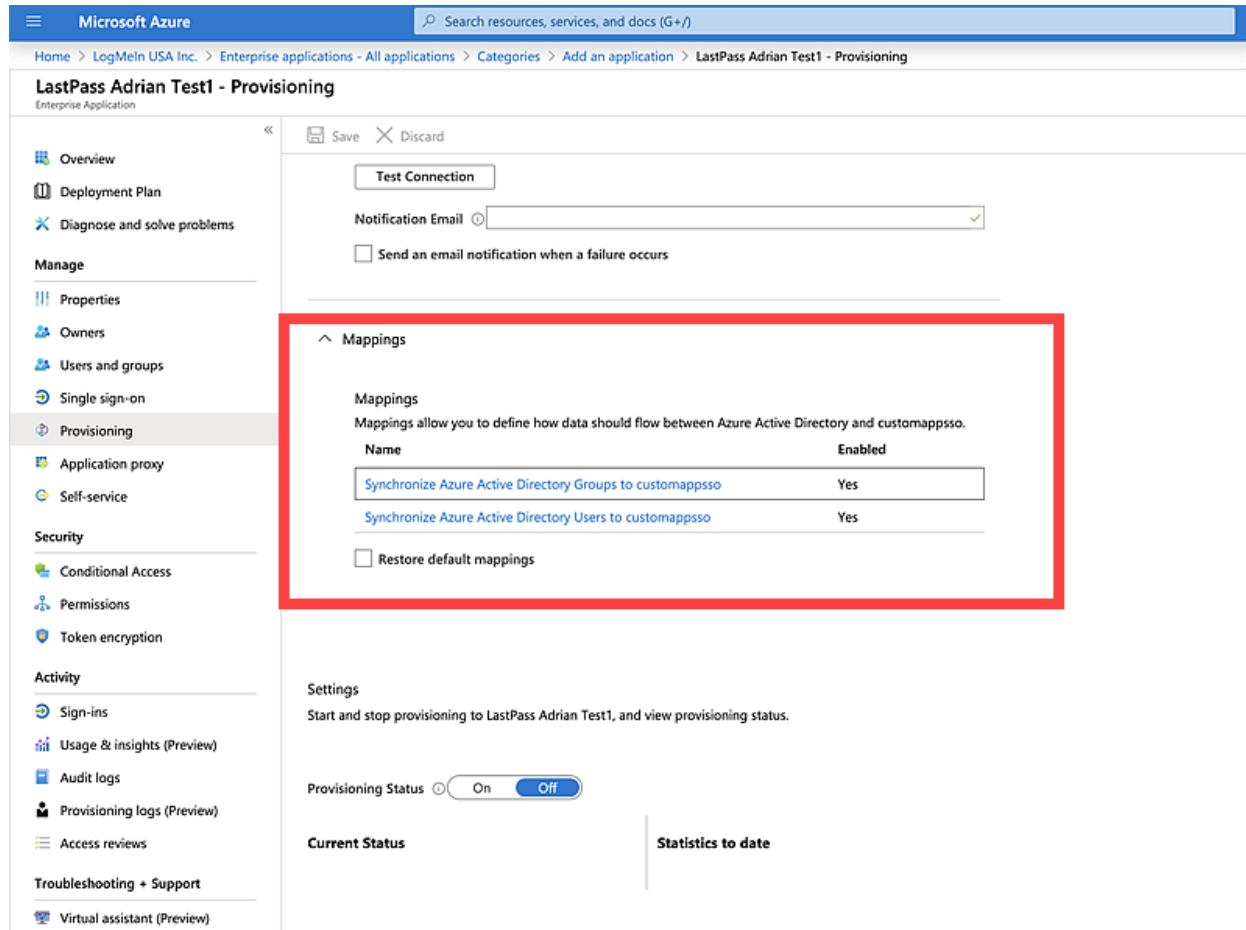 Microsoft Azure
Search resources, services, and docs (G+/)
Home > LogMeIn USA Inc. > Enterprise applications - All applications > Categories > Add an application > LastPass Adrian Test1 - Provisioning
LastPass Adrian Test1 - Provisioning
Enterprise Application
«
Overview
Deployment Plan
Diagnose and solve problems
Manage
Properties
Owners
Users and groups
Single sign-on
Provisioning
Application proxy
Self-service
Security
Conditional Access
Permissions
Token encryption
Activity
Sign-ins
Usage & insights (Preview)
Audit logs
Provisioning logs (Preview)
Access reviews
Troubleshooting + Support
Virtual assistant (Preview)
Save Discard
Test Connection
Notification Email
Send an email notification when a failure occurs
Mappings
Mappings
Mappings allow you to define how data should flow between Azure Active Directory and customappsso.
Name Enabled
Synchronize Azure Active Directory Groups to customappsso Yes
Synchronize Azure Active Directory Users to customappsso Yes
Restore default mappings
Settings
Start and stop provisioning to LastPass Adrian Test1, and view provisioning status.
Provisioning Status On Off
Current Status Statistics to date